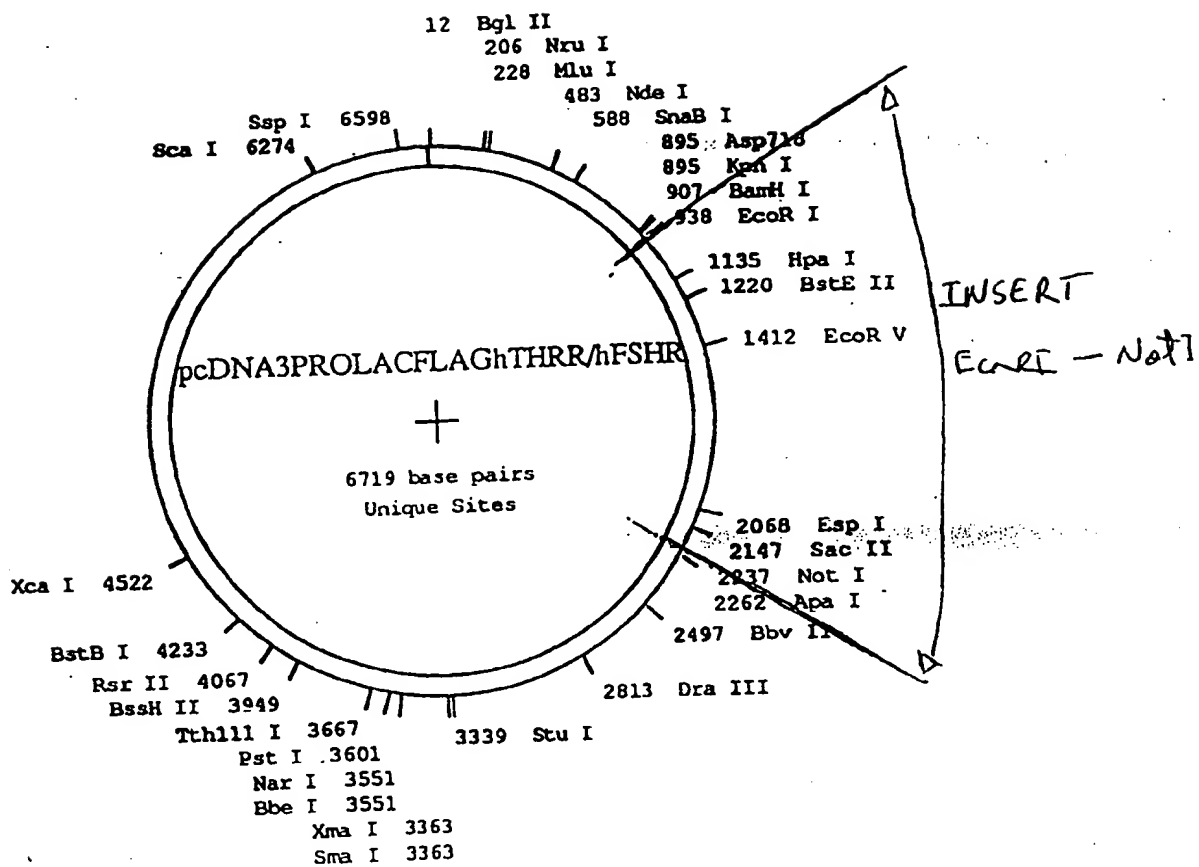 12 Bgl II
206 Nru I
228 Mlu I
483 Nde I
588 SnaB I
895 Asp718
895 Kpn I
907 BamH I
938 EcoR I
1135 Hpa I
1220 BstE II
1412 EcoR V
2068 Esp I
2147 Sac II
2237 Not I
2262 Apa I
2497 Bbv II
2813 Dra III
3339 Stu I
Ssp I 6598
Sca I 6274
pcDNA3PROLACFLAGhTHRR/hFSHR
6719 base pairs
Unique Sites
Xca I 4522
BstB I 4233
Rsr II 4067
BssH II 3949
Tth111 I 3667
Pst I 3601
Nar I 3551
Bbe I 3551
Xma I 3363
Sma I 3363
INSERT
EcoRI — NotI